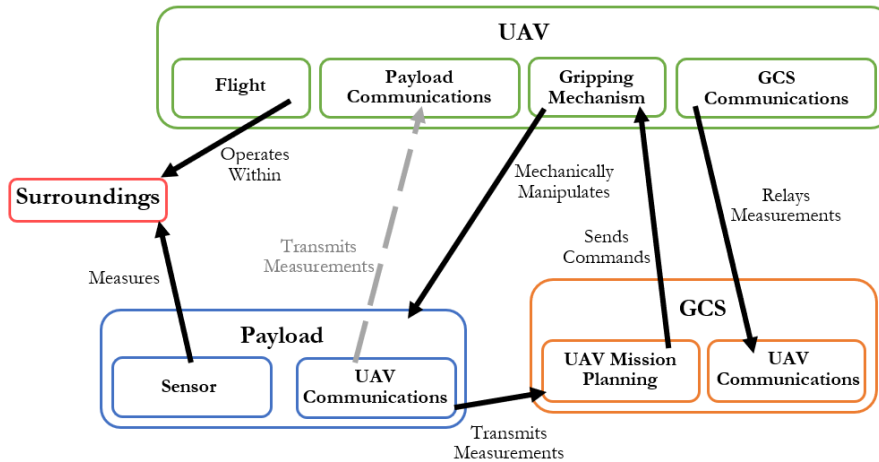 UAV
Flight
Payload
Communications
Gripping
Mechanism
GCS
Communications
Operates
Within
Mechanically
Manipulates
Relays
Measurements
Surroundings
Transmits
Measurements
Sends
Commands
Measures
Payload
Sensor
UAV
Communications
GCS
UAV Mission
Planning
UAV
Communications
Transmits
Measurements